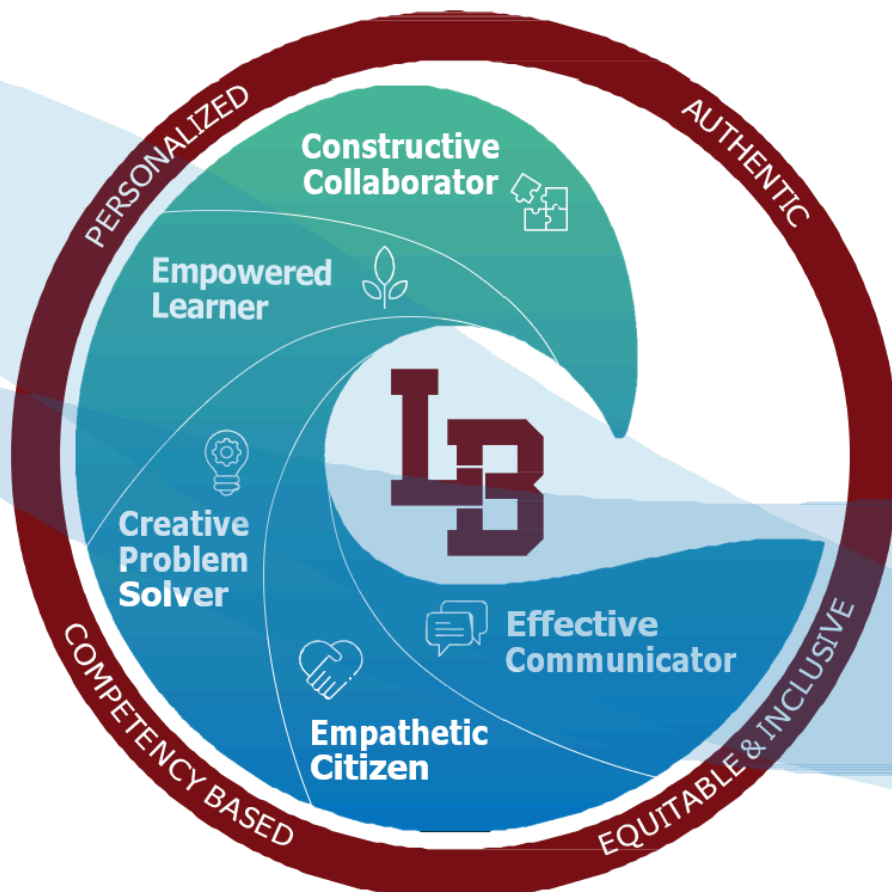 PERSONALIZED
AUTHENTIC
Constructive
Collaborator
Empowered
Learner
LB
Creative
Problem
Solver
Effective
Communicator
Empathetic
Citizen
COMPETENCY BASED
EQUITABLE & INCLUSIVE